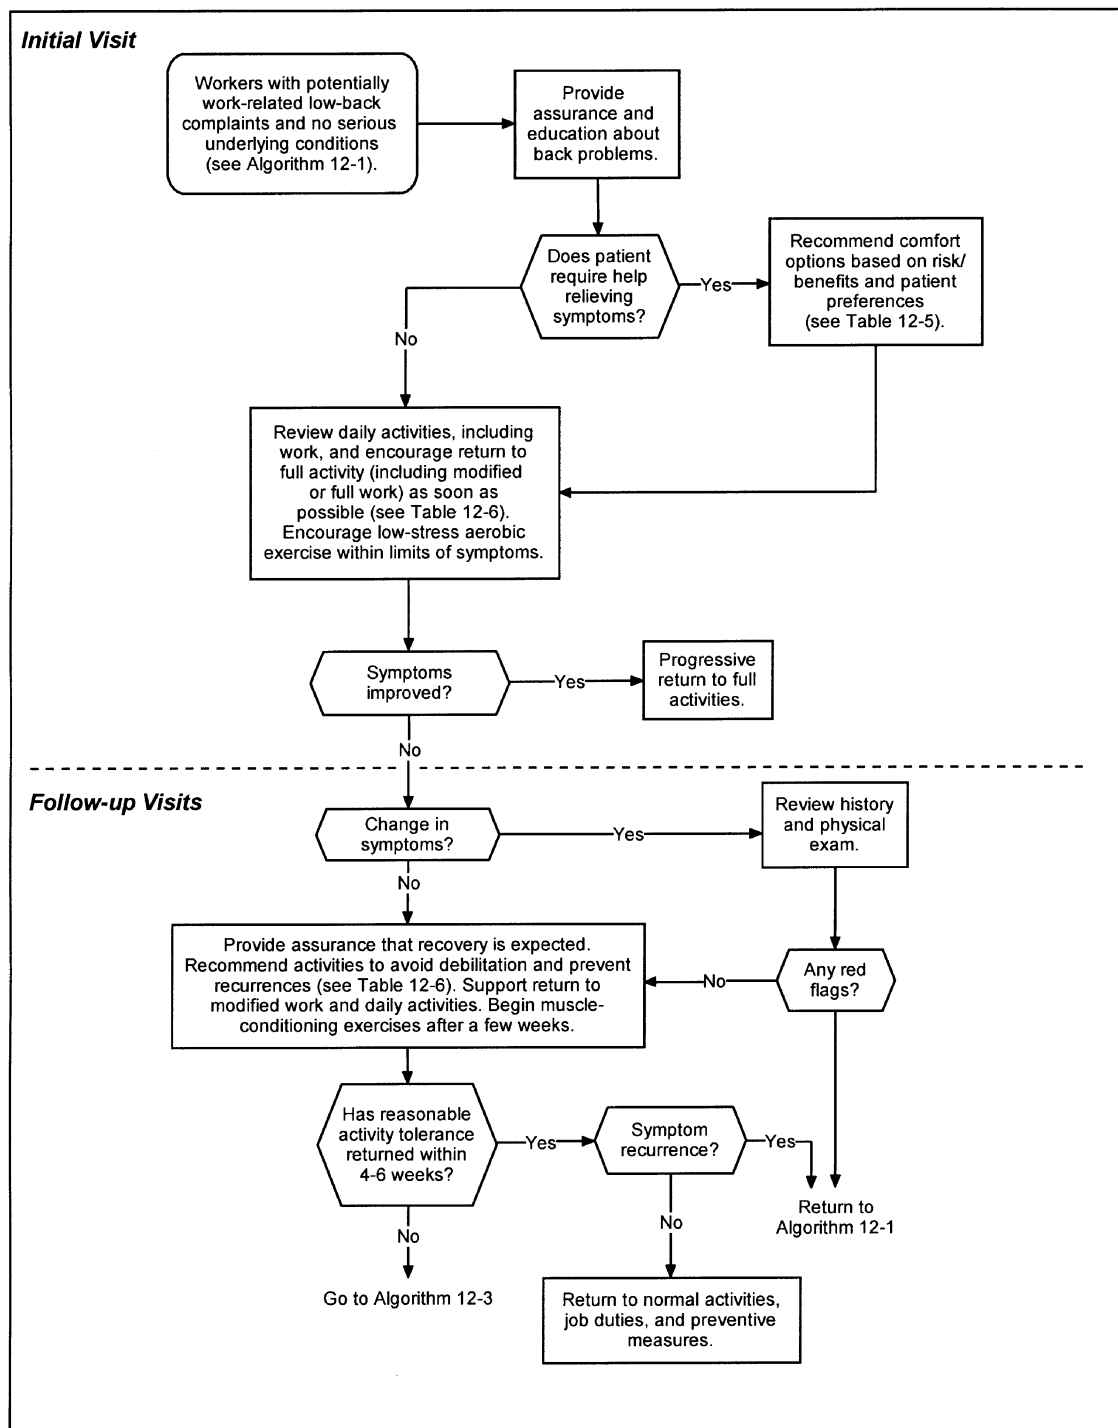 Initial Visit
Workers with potentially
work-related low-back
complaints and no serious
underlying conditions
(see Algorithm 12-1).
Provide
assurance and
education about
back problems.
Does patient
require help
relieving
symptoms?
Yes
Recommend comfort
options based on risk/
benefits and patient
preferences
(see Table 12-5).
No
Review daily activities, including
work, and encourage return to
full activity (including modified
or full work) as soon as
possible (see Table 12-6).
Encourage low-stress aerobic
exercise within limits of symptoms.
Symptoms
improved?
Yes
Progressive
return to full
activities.
No
Follow-up Visits
Change in
symptoms?
Yes
Review history
and physical
exam.
No
Provide assurance that recovery is expected.
Recommend activities to avoid debilitation and prevent
recurrences (see Table 12-6). Support return to
modified work and daily activities. Begin muscle-
conditioning exercises after a few weeks.
No
Any red
flags?
Has reasonable
activity tolerance
returned within
4-6 weeks?
Yes
Symptom
recurrence?
Yes
Return to
Algorithm 12-1
No
No
Go to Algorithm 12-3
Return to normal activities,
job duties, and preventive
measures.